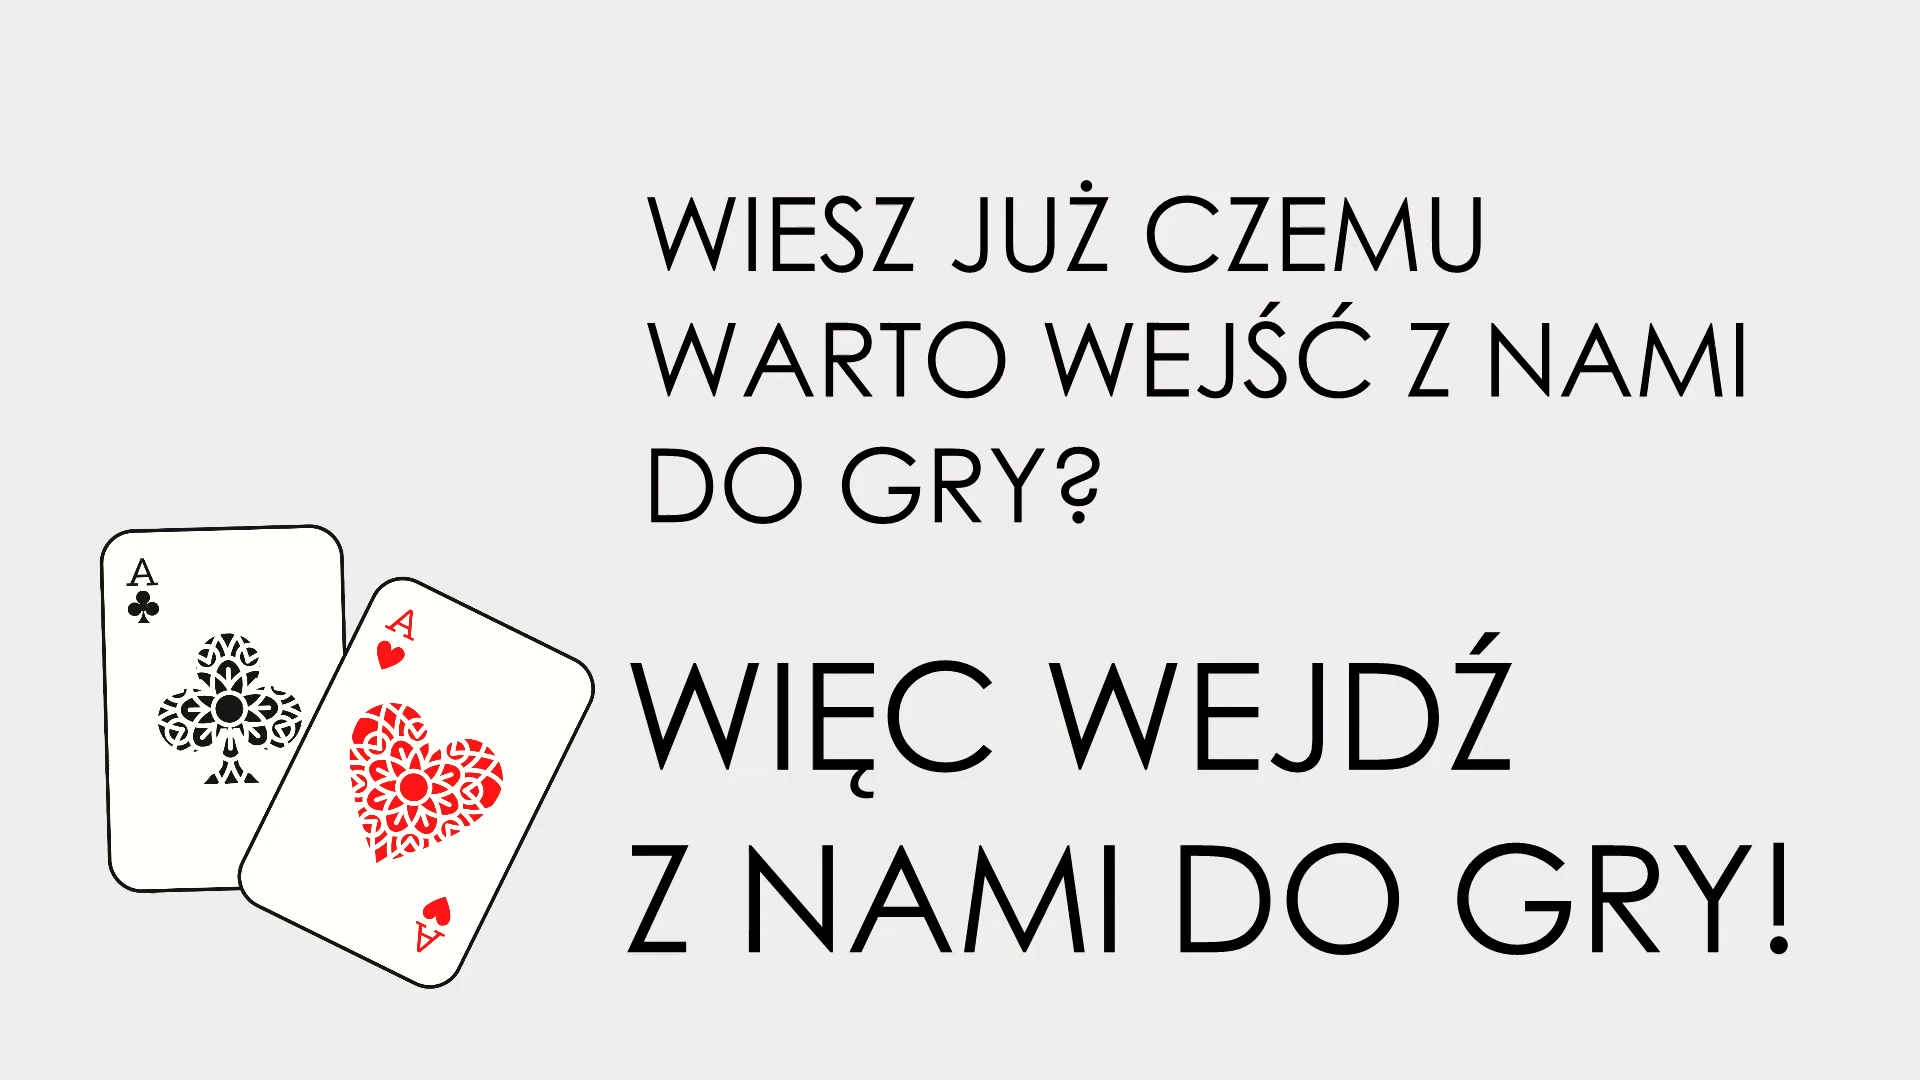 WIESZ JUŻ CZEMU
WARTO WEJŚĆ Z NAMI
DO GRY?
A
A
WIĘC WEJDŹ
Z NAMI DO GRY!
A